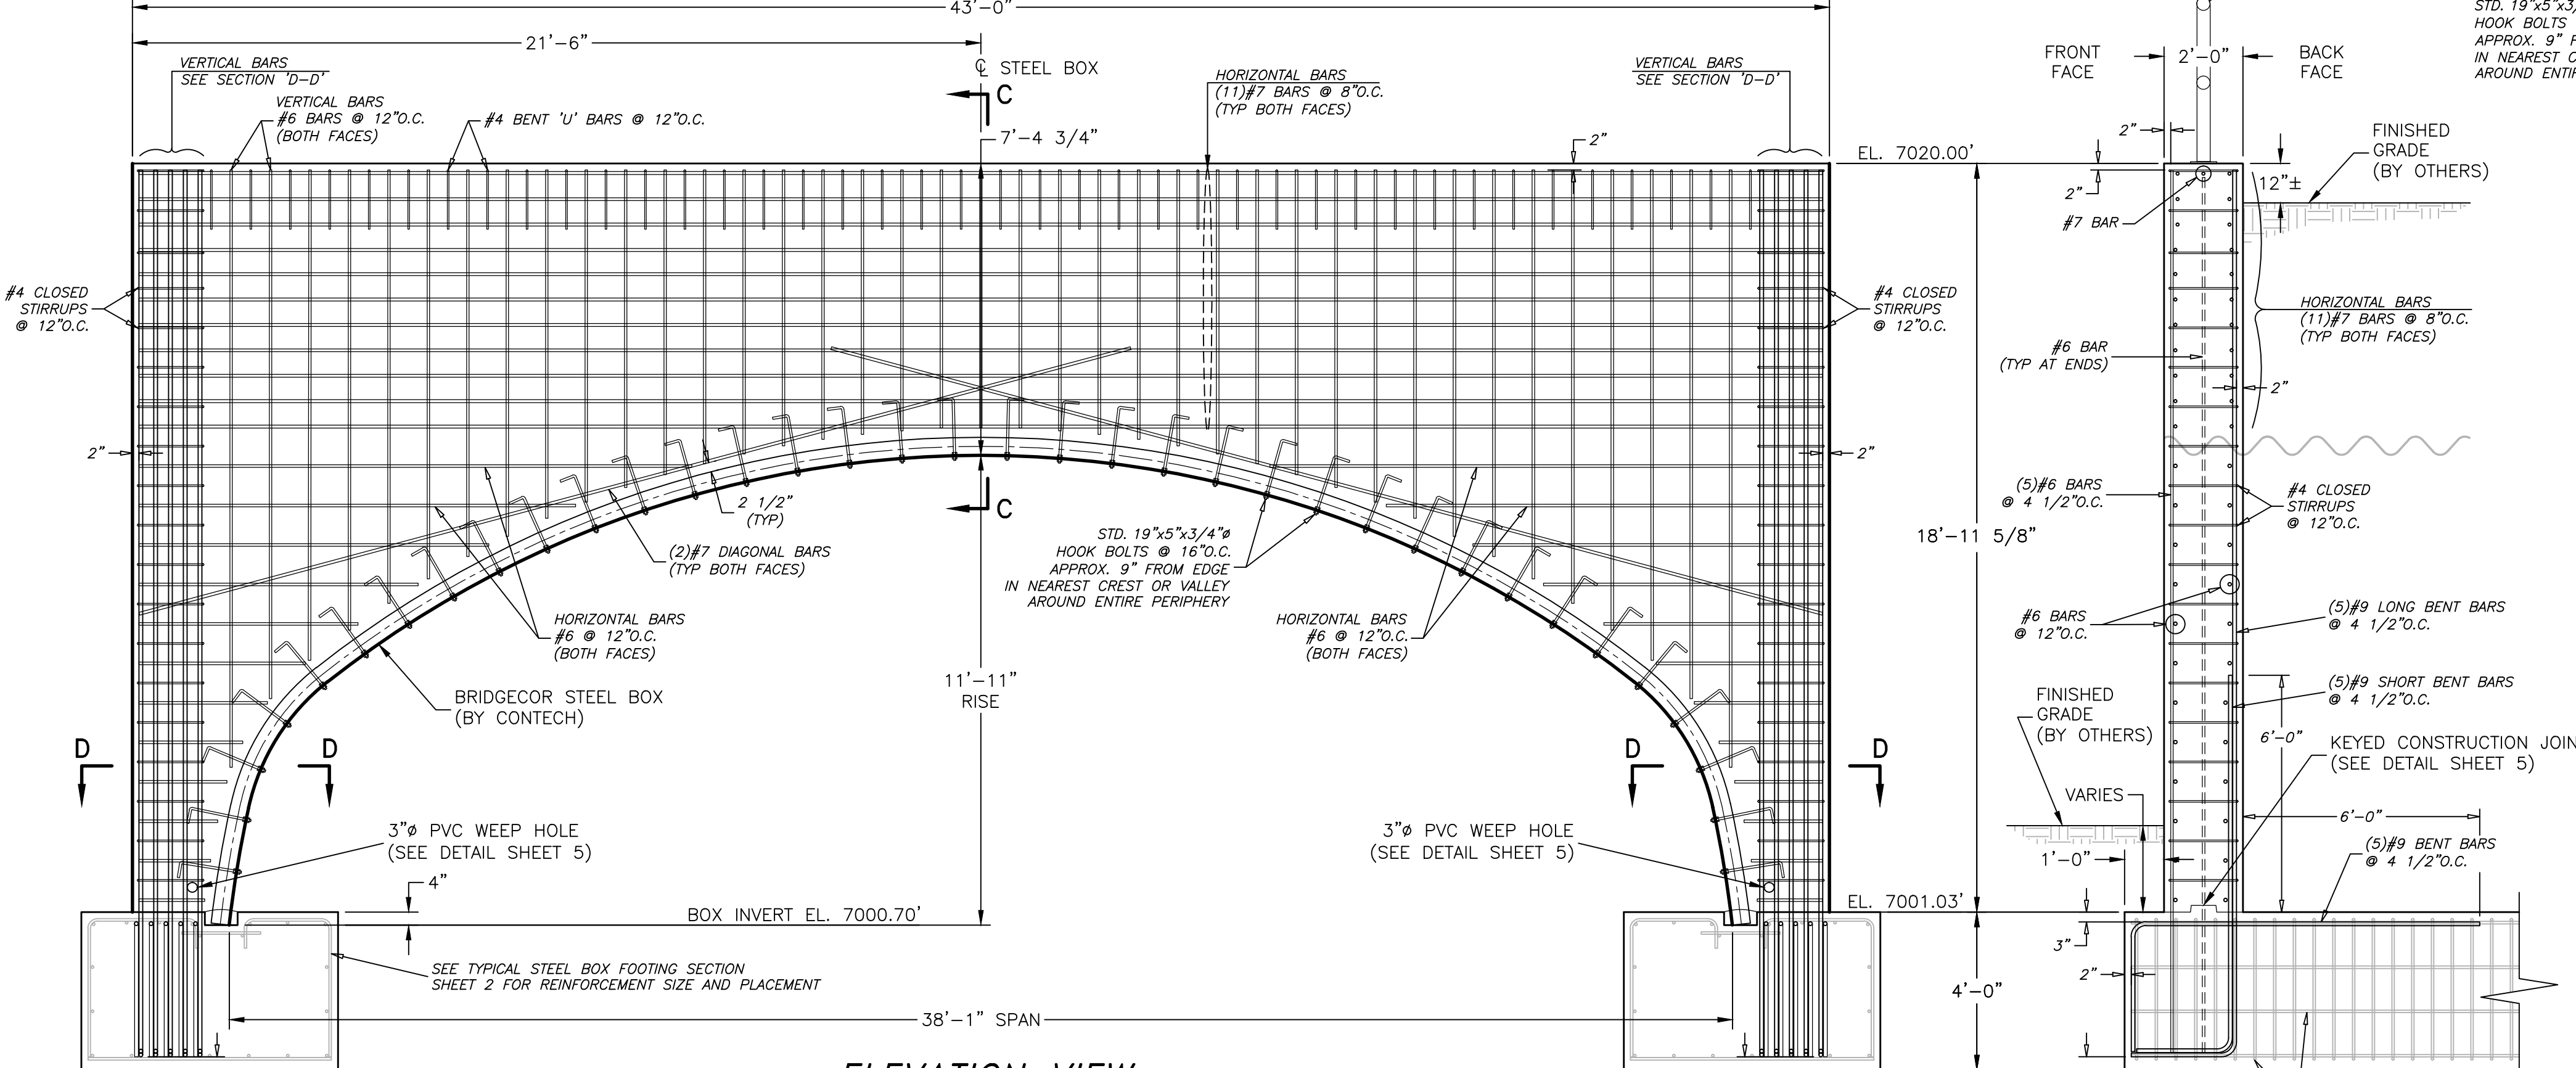 43'-0"
21'-6"
℄ STEEL BOX
C
7'-4 3/4"
VERTICAL BARS
SEE SECTION 'D-D'
VERTICAL BARS
#6 BARS @ 12"O.C.
(BOTH FACES)
#4 BENT 'U' BARS @ 12"O.C.
HORIZONTAL BARS
(11)#7 BARS @ 8"O.C.
(TYP BOTH FACES)
VERTICAL BARS
SEE SECTION 'D-D'
2"
EL. 7020.00'
#4 CLOSED
STIRRUPS
@ 12"O.C.
#4 CLOSED
STIRRUPS
@ 12"O.C.
2"
2"
2 1/2"
(TYP)
C
(2)#7 DIAGONAL BARS
(TYP BOTH FACES)
STD. 19"x5"x3/4"ø
HOOK BOLTS @ 16"O.C.
APPROX. 9" FROM EDGE
IN NEAREST CREST OR VALLEY
AROUND ENTIRE PERIPHERY
HORIZONTAL BARS
#6 @ 12"O.C.
(BOTH FACES)
HORIZONTAL BARS
#6 @ 12"O.C.
(BOTH FACES)
11'-11"
RISE
BRIDGECOR STEEL BOX
(BY CONTECH)
D
D
D
D
3"ø PVC WEEP HOLE
(SEE DETAIL SHEET 5)
3"ø PVC WEEP HOLE
(SEE DETAIL SHEET 5)
4"
BOX INVERT EL. 7000.70'
EL. 7001.03'
SEE TYPICAL STEEL BOX FOOTING SECTION
SHEET 2 FOR REINFORCEMENT SIZE AND PLACEMENT
38'-1" SPAN
ELEVATION VIEW
18'-11 5/8"
4'-0"
FRONT
FACE
2'-0"
BACK
FACE
STD. 19"x5"x3/
HOOK BOLTS
APPROX. 9" F
IN NEAREST C
AROUND ENTIR
2"
FINISHED
GRADE
(BY OTHERS)
12"±
2"
#7 BAR
HORIZONTAL BARS
(11)#7 BARS @ 8"O.C.
(TYP BOTH FACES)
#6 BAR
(TYP AT ENDS)
2"
(5)#6 BARS
@ 4 1/2"O.C.
#4 CLOSED
STIRRUPS
@ 12"O.C.
#6 BARS
@ 12"O.C.
(5)#9 LONG BENT BARS
@ 4 1/2"O.C.
(5)#9 SHORT BENT BARS
@ 4 1/2"O.C.
FINISHED
GRADE
(BY OTHERS)
6'-0"
KEYED CONSTRUCTION JOIN
(SEE DETAIL SHEET 5)
VARIES
6'-0"
1'-0"
(5)#9 BENT BARS
@ 4 1/2"O.C.
3"
2"